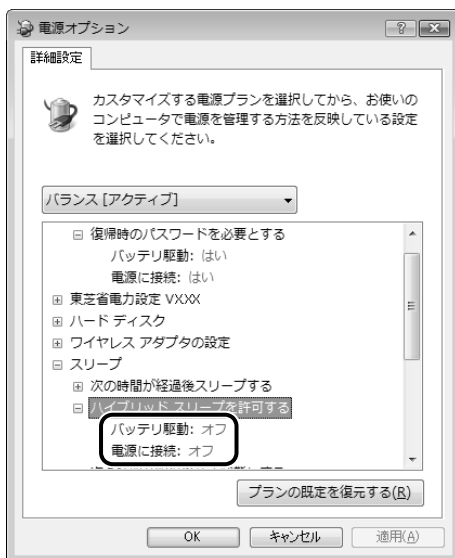 電源オプション
詳細設定
カスタマイズする電源プランを選択してから、お使いの
コンピュータで電源を管理する方法を反映している設定
を選択してください。
バランス [アクティブ]
復帰時のパスワードを必要とする
バッテリ駆動: はい
電源に接続: はい
東芝省電力設定 VX.XX
ハード ディスク
ワイヤレス アダプタの設定
スリープ
次の時間が経過後スリープする
ハイブリッド スリープを許可する
バッテリ駆動: オフ
電源に接続: オフ
プランの既定を復元する(R)
OK
キャンセル
適用(A)